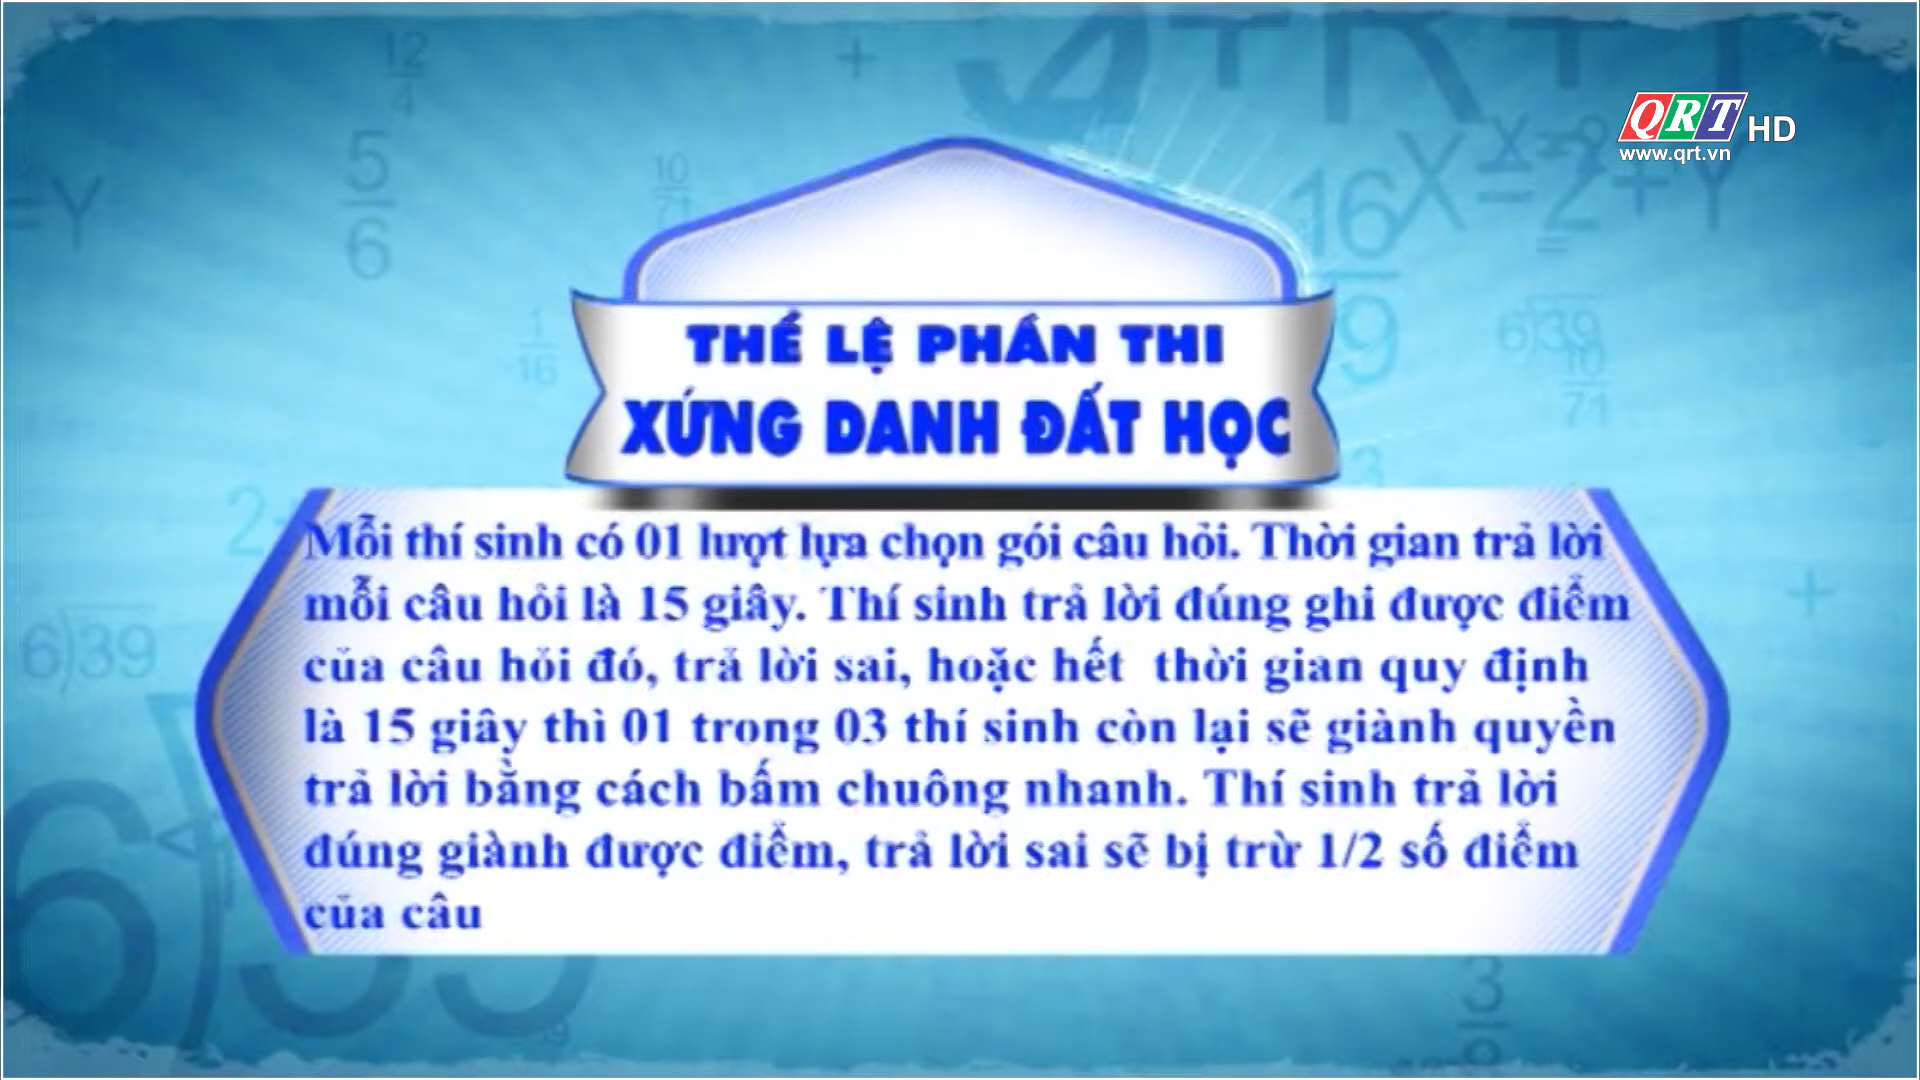 QRT HD
www.qrt.vn
THỂ LỆ PHẦN THI
XỨNG DANH ĐẤT HỌC
Mỗi thí sinh có 01 lượt lựa chọn gói câu hỏi. Thời gian trả lời
mỗi câu hỏi là 15 giây. Thí sinh trả lời đúng ghi được điểm
của câu hỏi đó, trả lời sai, hoặc hết thời gian quy định
là 15 giây thì 01 trong 03 thí sinh còn lại sẽ giành quyền
trả lời bằng cách bấm chuông nhanh. Thí sinh trả lời
đúng giành được điểm, trả lời sai sẽ bị trừ 1/2 số điểm
của câu